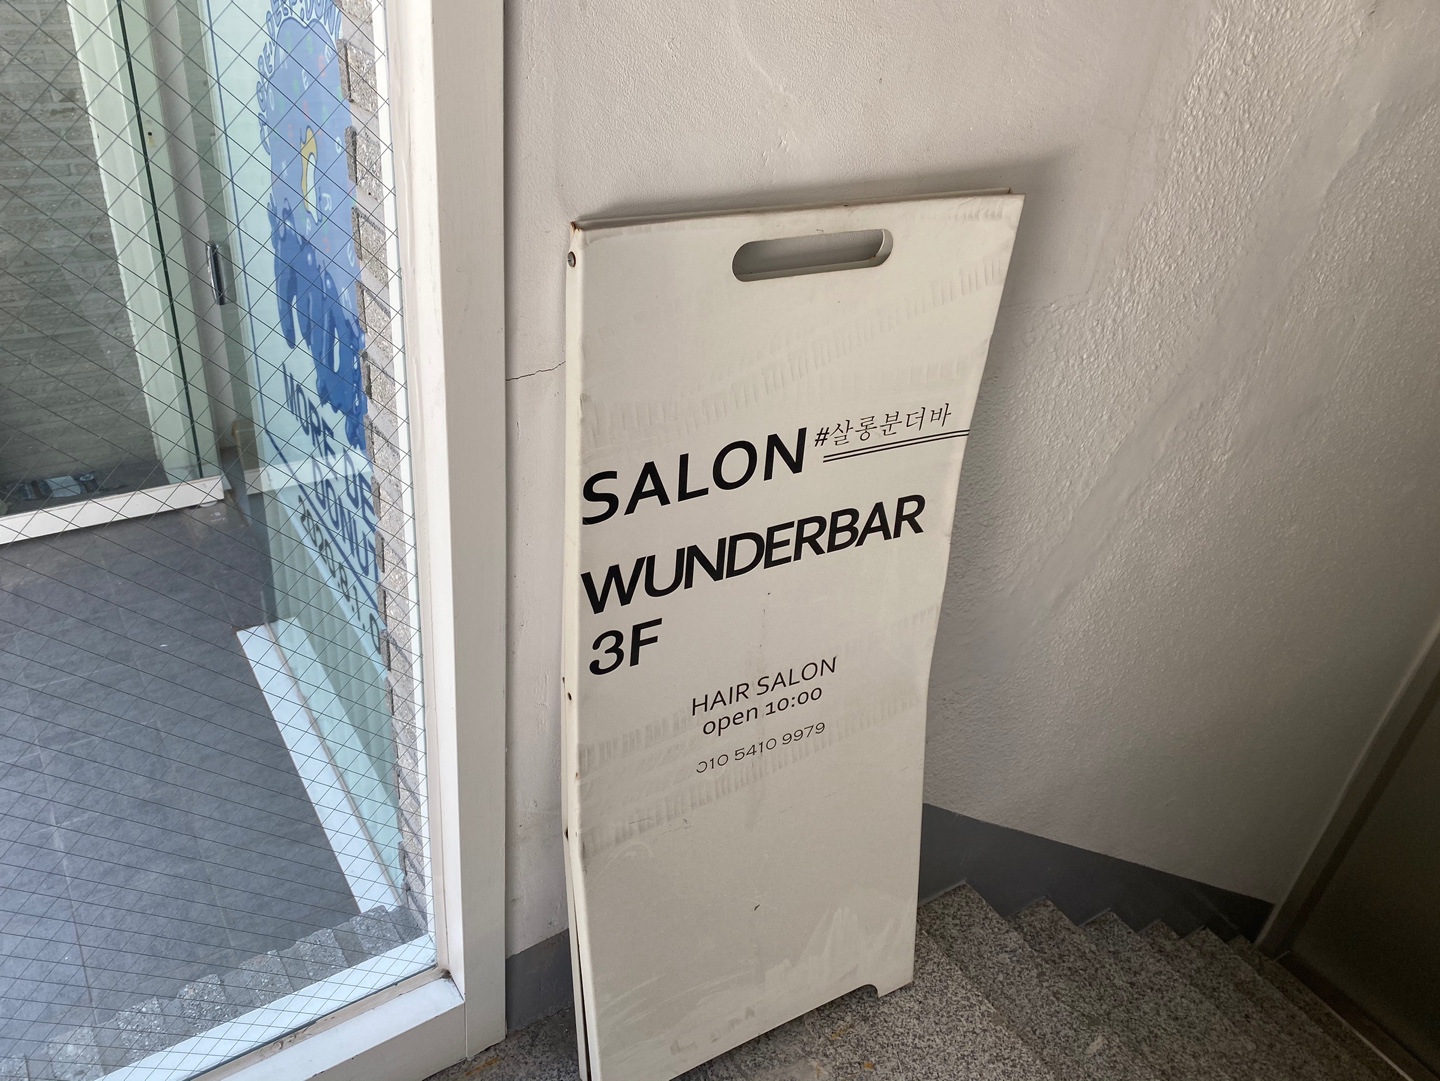 SALON #살롱분더바
WUNDERBAR
3F
HAIR SALON
open 10:00
010 5410 9979